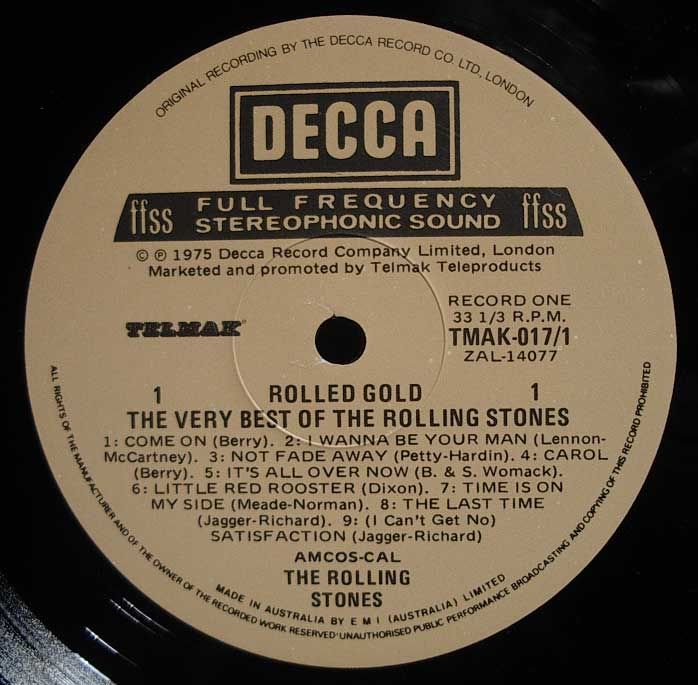 ORIGINAL RECORDING BY THE DECCA RECORD CO. LTD., LONDON
DECCA
ffss FULL FREQUENCY STEREOPHONIC SOUND ffss
© ℗ 1975 Decca Record Company Limited, London
Marketed and promoted by Telmak Teleproducts
RECORD ONE
33 1/3 R.P.M.
TELMAK
TMAK-017/1
ZAL-14077
1 ROLLED GOLD 1
THE VERY BEST OF THE ROLLING STONES
1: COME ON (Berry). 2: I WANNA BE YOUR MAN (Lennon-
McCartney). 3: NOT FADE AWAY (Petty-Hardin). 4: CAROL
(Berry). 5: IT'S ALL OVER NOW (B. & S. Womack).
6: LITTLE RED ROOSTER (Dixon). 7: TIME IS ON
MY SIDE (Meade-Norman). 8: THE LAST TIME
(Jagger-Richard). 9: (I Can't Get No)
SATISFACTION (Jagger-Richard)
AMCOS-CAL
THE ROLLING
STONES
MADE IN AUSTRALIA BY E M I (AUSTRALIA) LIMITED
ALL RIGHTS OF THE MANUFACTURER AND OF THE OWNER OF THE RECORDED WORK RESERVED UNAUTHORISED PUBLIC PERFORMANCE BROADCASTING AND COPYING OF THIS RECORD PROHIBITED